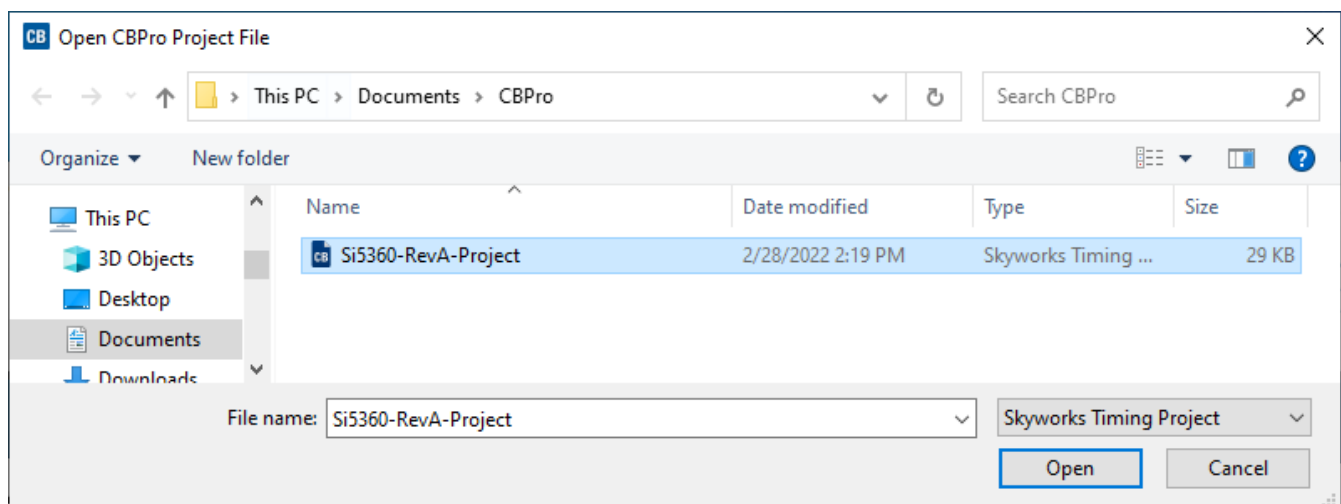 CB Open CBPro Project File
This PC > Documents > CBPro
Search CBPro
Organize
New folder
?
Name Date modified Type Size
This PC
3D Objects
Desktop
Documents
Downloads
CB Si5360-RevA-Project 2/28/2022 2:19 PM Skyworks Timing ... 29 KB
File name: Si5360-RevA-Project
Skyworks Timing Project
Open Cancel